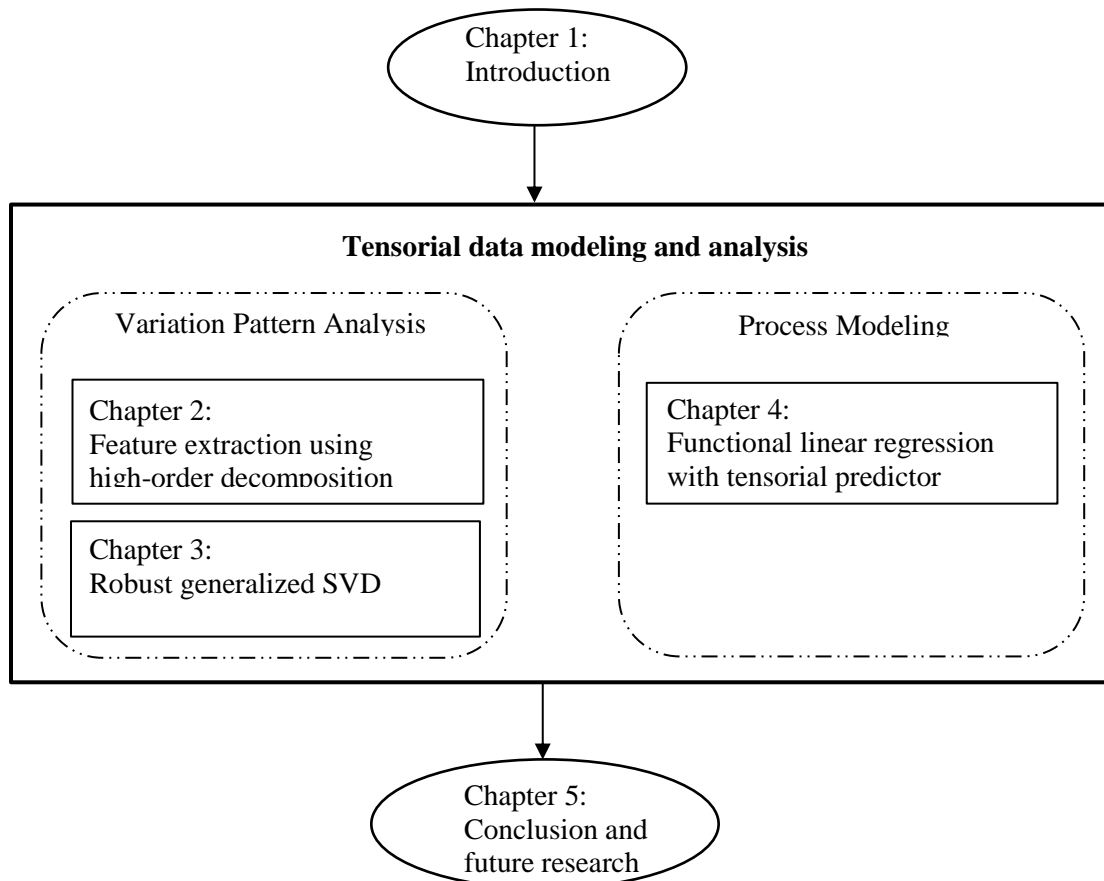 Chapter 1:
Introduction
Tensorial data modeling and analysis
Variation Pattern Analysis
Chapter 2:
Feature extraction using
high-order decomposition
Chapter 3:
Robust generalized SVD
Process Modeling
Chapter 4:
Functional linear regression
with tensorial predictor
Chapter 5:
Conclusion and
future research